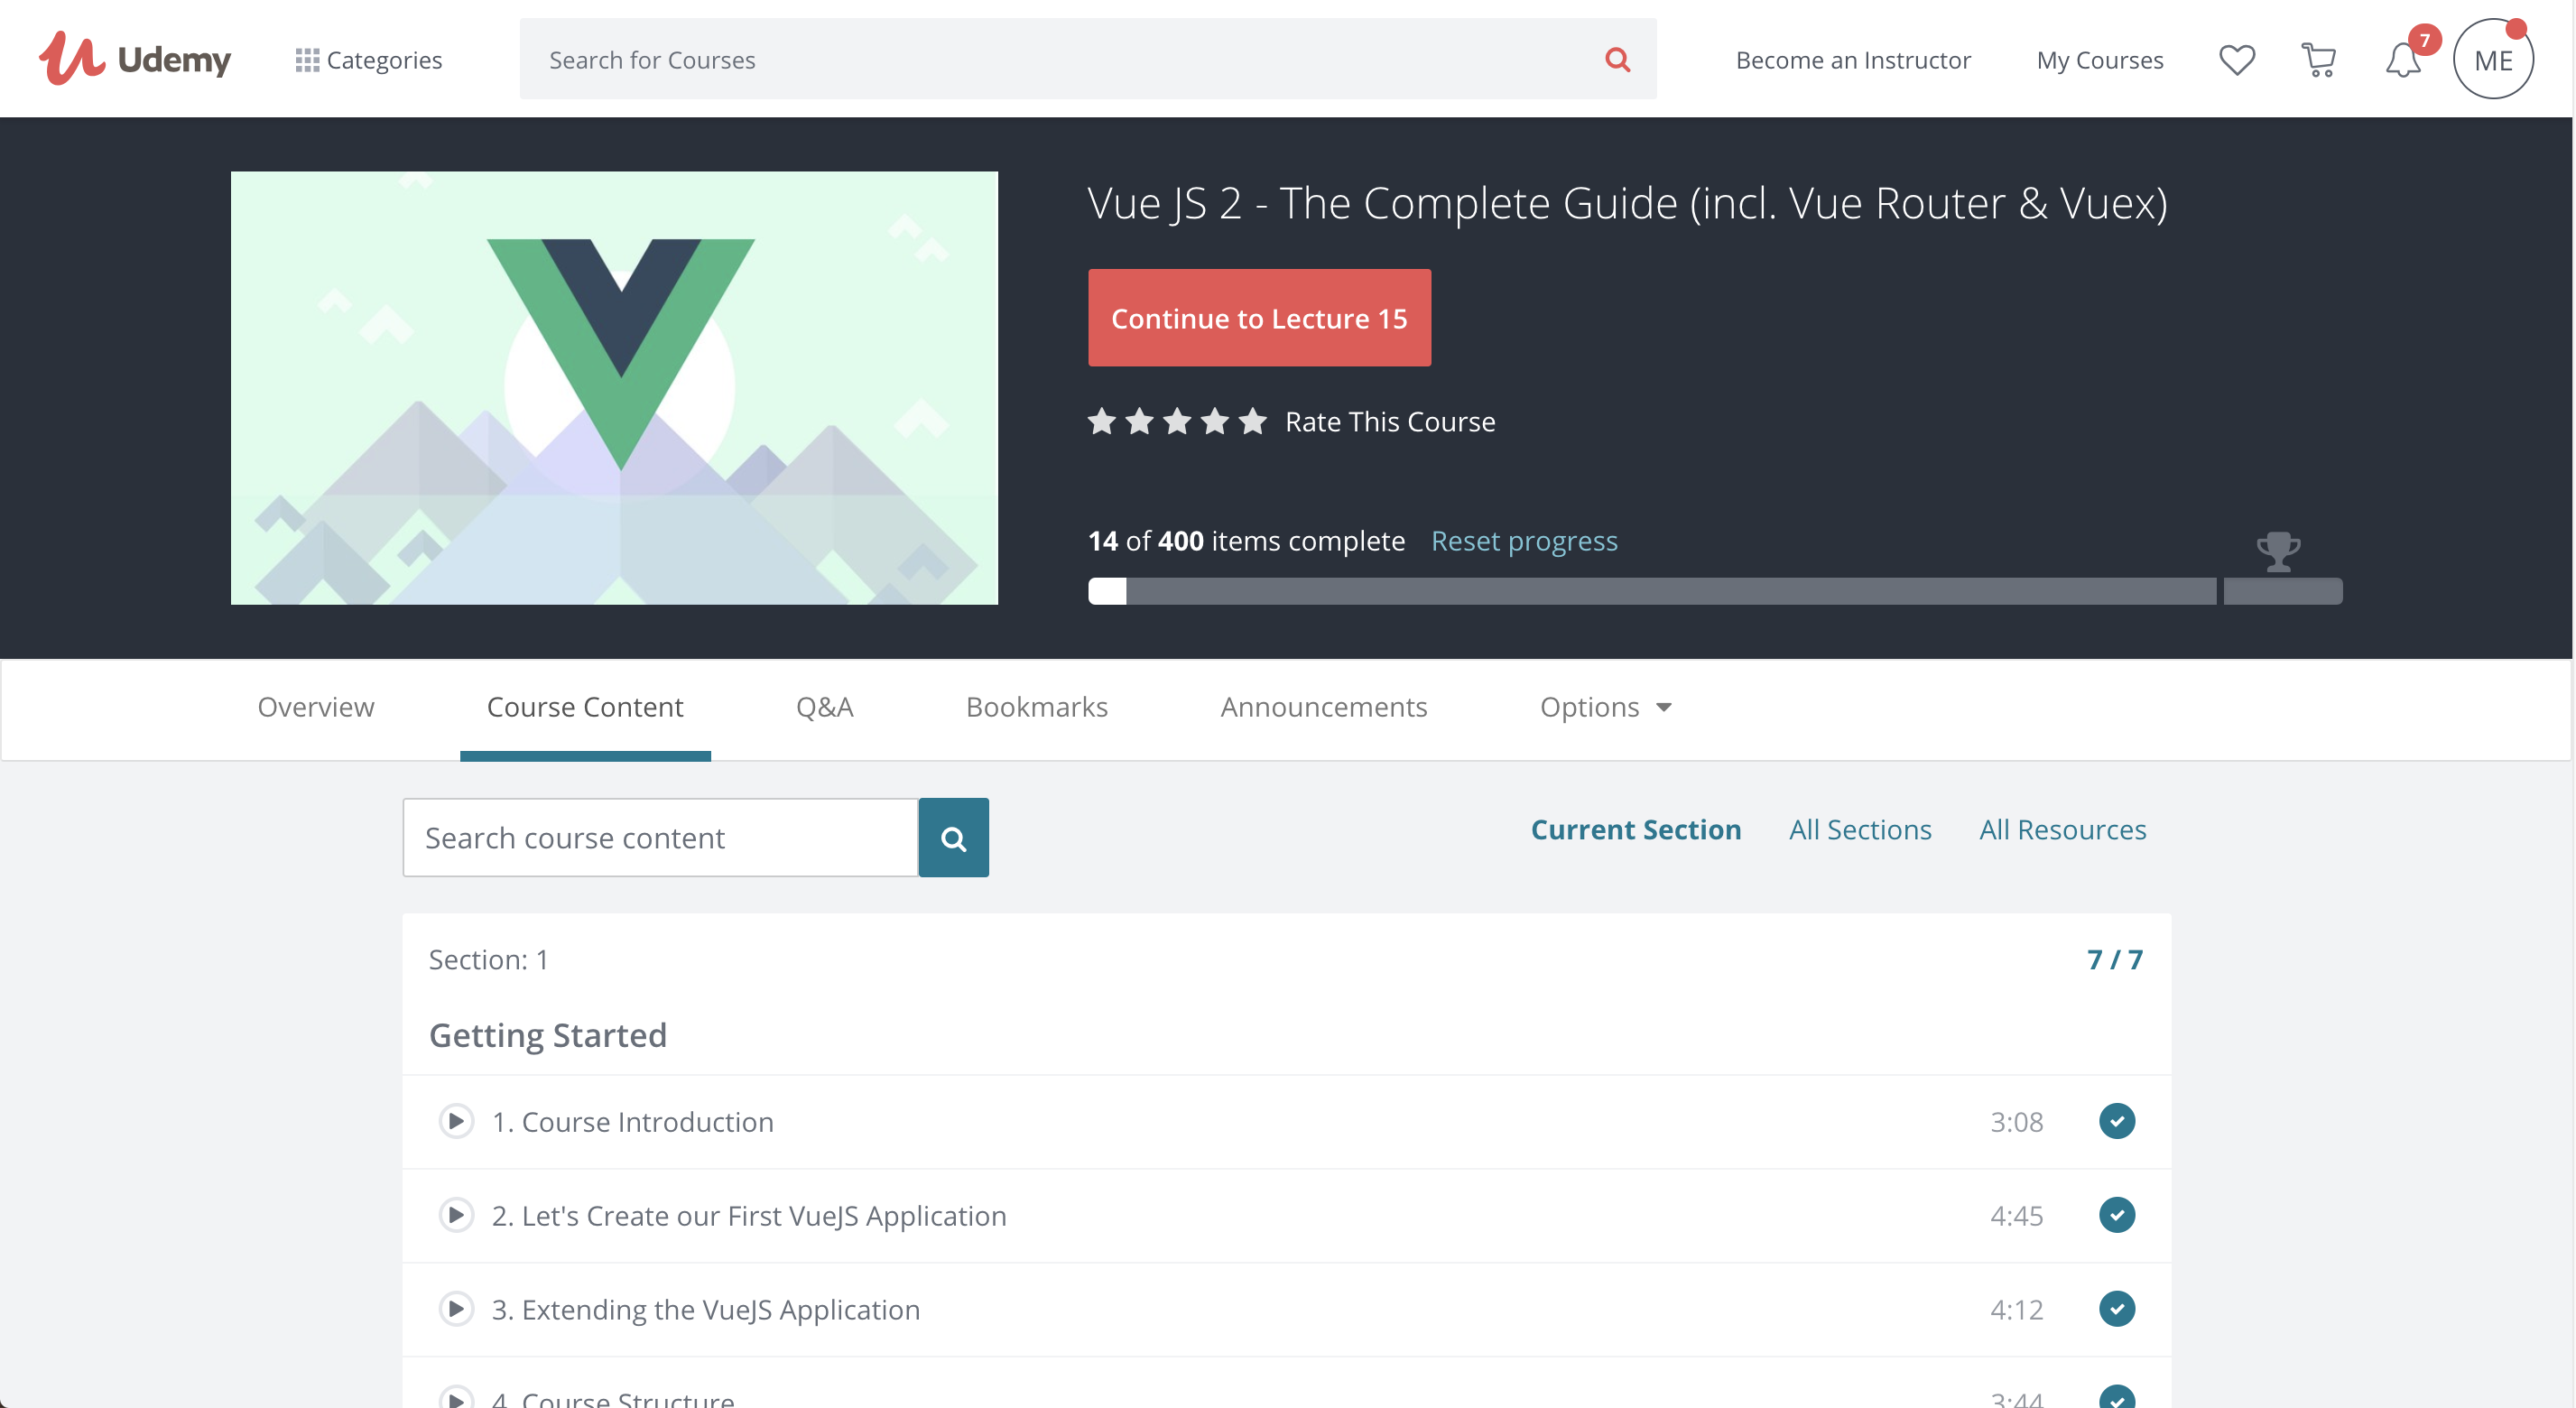 Udemy
Categories
Search for Courses
Become an Instructor
My Courses
7
ME
Vue JS 2 - The Complete Guide (incl. Vue Router & Vuex)
Continue to Lecture 15
Rate This Course
14 of 400 items complete Reset progress
Overview
Course Content
Q&A
Bookmarks
Announcements
Options
Search course content
Current Section
All Sections
All Resources
Section: 1
7 / 7
Getting Started
1. Course Introduction
3:08
2. Let's Create our First VueJS Application
4:45
3. Extending the VueJS Application
4:12
4. Course Structure
3:44